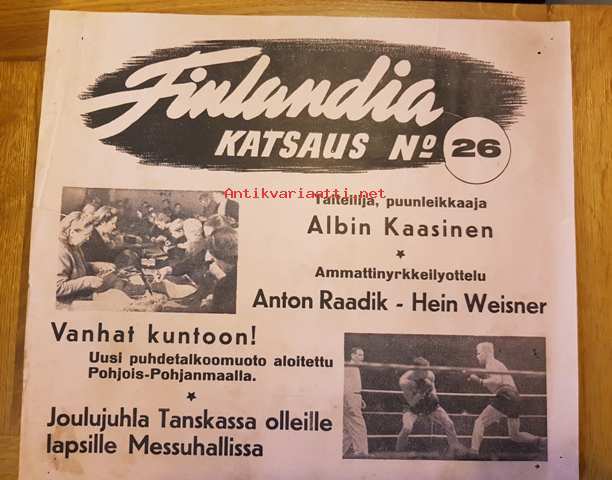 Finlandia
KATSAUS Nº 26
Antikvariaatti.net
Taiteilija, puunleikkaaja
Albin Kaasinen
Ammattinyrkkeilyottelu
Anton Raadik - Hein Weisner
Vanhat kuntoon!
Uusi puhdetalkoomuoto aloitettu
Pohjois-Pohjanmaalla.
Joulujuhla Tanskassa olleille
lapsille Messuhallissa